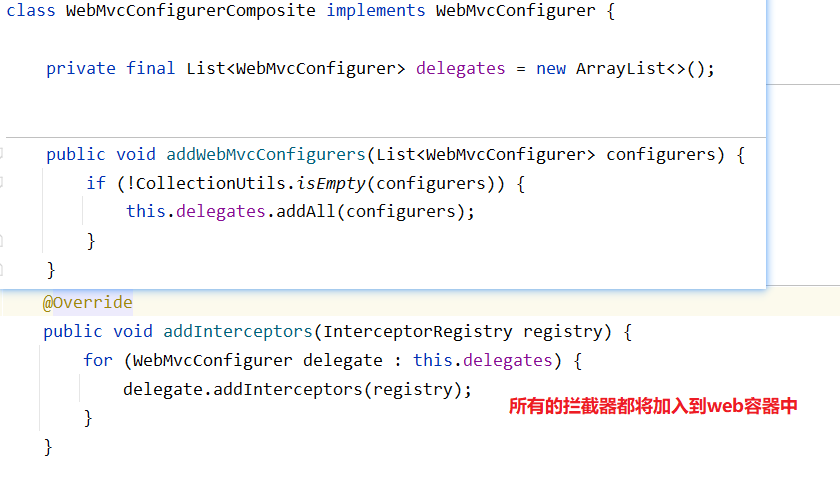 class WebMvcConfigurerComposite implements WebMvcConfigurer {
private final List<WebMvcConfigurer> delegates = new ArrayList<>();
public void addWebMvcConfigurers(List<WebMvcConfigurer> configurers) {
if (!CollectionUtils.isEmpty(configurers)) {
this.delegates.addAll(configurers);
}
}
@Override
public void addInterceptors(InterceptorRegistry registry) {
for (WebMvcConfigurer delegate : this.delegates) {
delegate.addInterceptors(registry);
所有的拦截器都将加入到web容器中
}
}